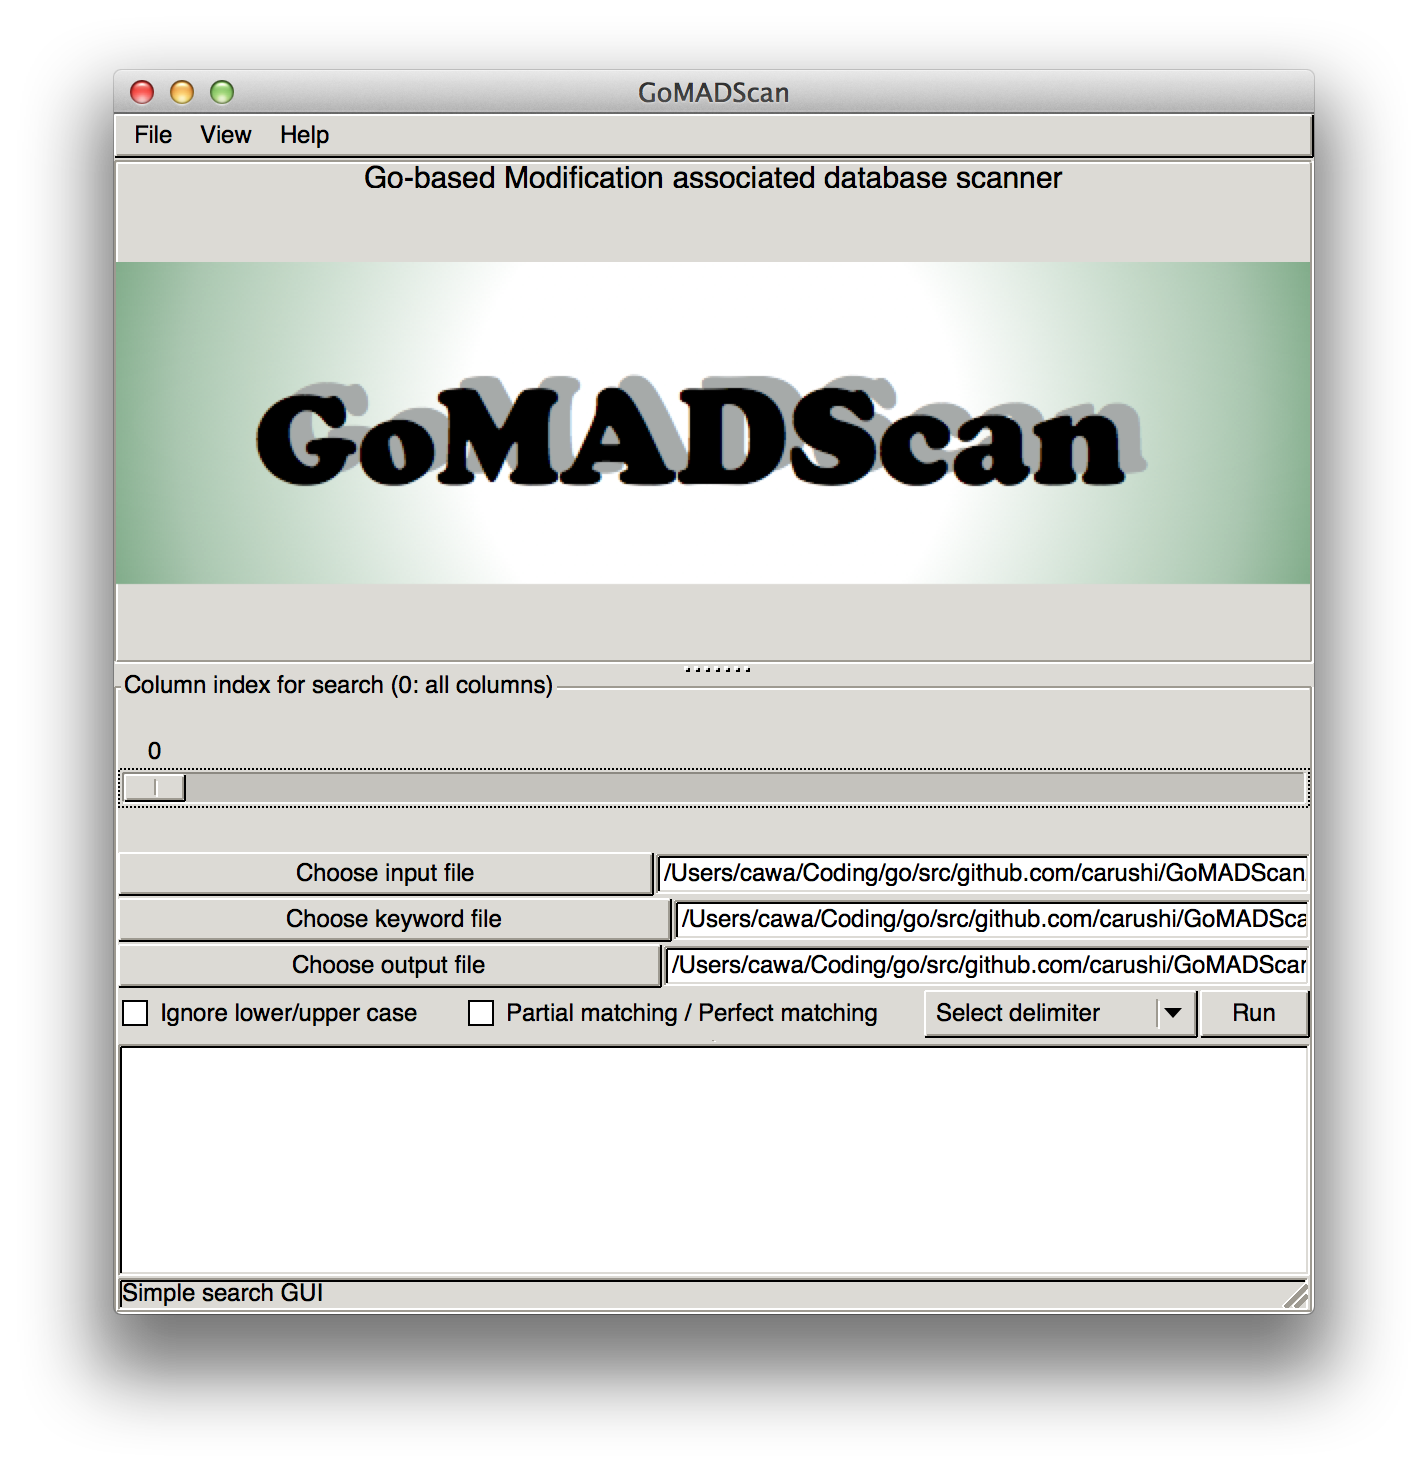 GoMADScan
File View Help
Go-based Modification associated database scanner
GoMADScan
Column index for search (0: all columns)
0
Choose input file /Users/cawa/Coding/go/src/github.com/carushi/GoMADScan
Choose keyword file /Users/cawa/Coding/go/src/github.com/carushi/GoMADSca
Choose output file /Users/cawa/Coding/go/src/github.com/carushi/GoMADScan
Ignore lower/upper case Partial matching / Perfect matching Select delimiter Run
Simple search GUI